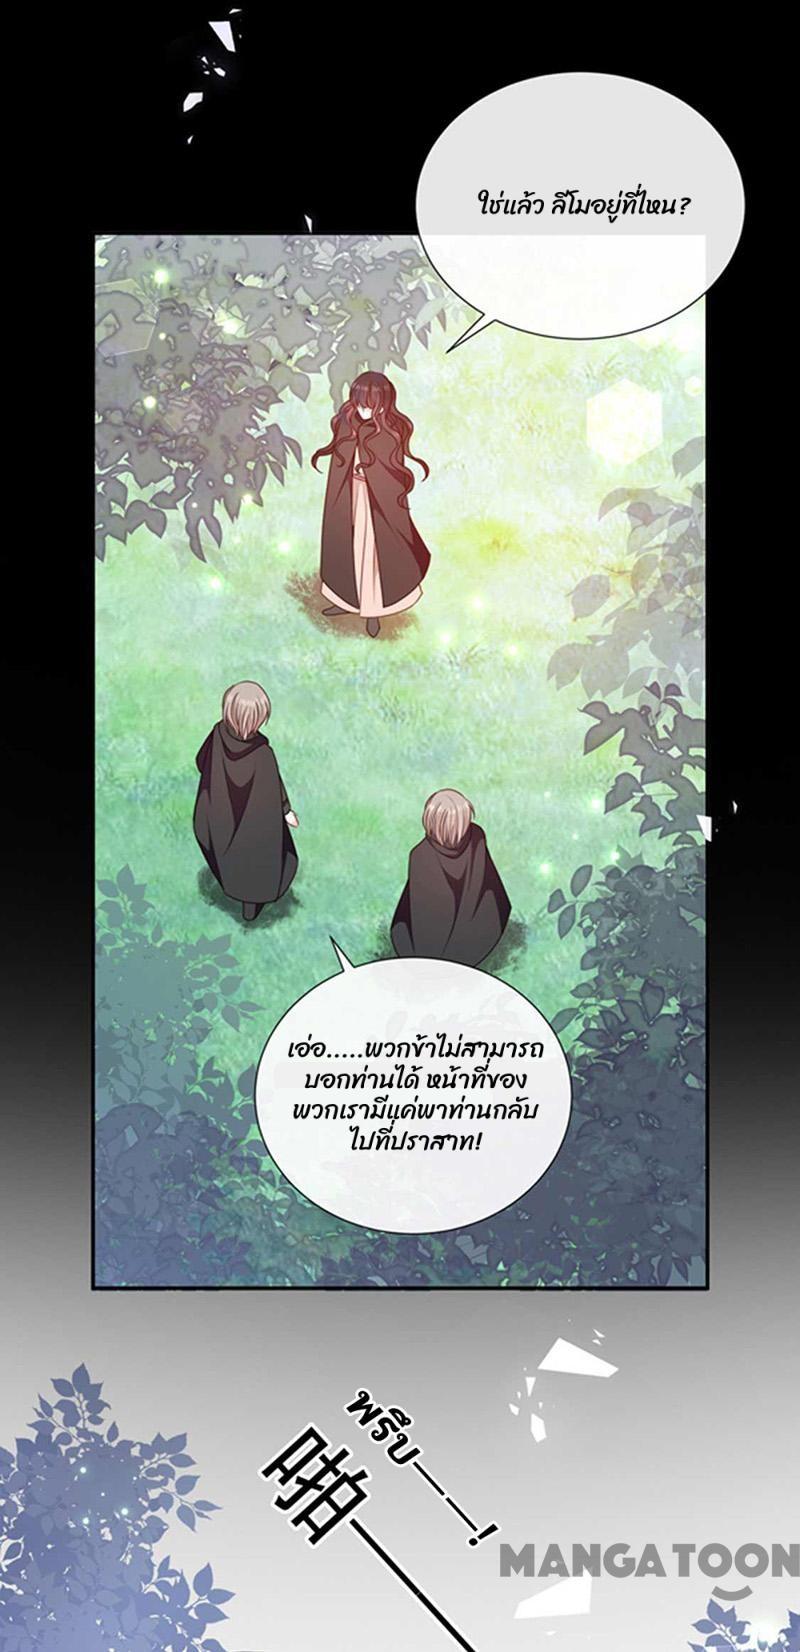 ใช่แล้ว ลีโมอยู่ที่ไหน?
เอ่อ.....พวกข้าไม่สามารถ
บอกท่านได้ หน้าที่ของ
พวกเรามีแค่พาท่านกลับ
ไปที่ปราสาท!
พรึบ——!
啪—
MANGATOON